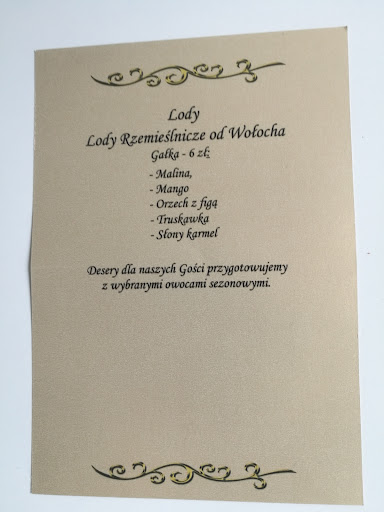 Lody
Lody Rzemieślnicze od Wołocha
Gałka - 6 zł:
- Malina,
- Mango
- Orzech z figą
- Truskawka
- Słony karmel
Desery dla naszych Gości przygotowujemy
z wybranymi owocami sezonowymi.